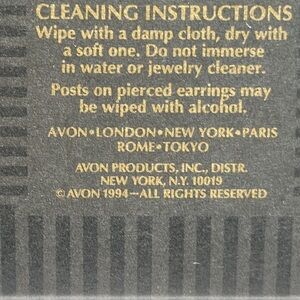 CLEANING INSTRUCTIONS
Wipe with a damp cloth, dry with
a soft one. Do not immerse
in water or jewelry cleaner.
Posts on pierced earrings may
be wiped with alcohol.
AVON•LONDON•NEW YORK•PARIS
ROME•TOKYO
AVON PRODUCTS, INC., DISTR.
NEW YORK, N.Y. 10019
© AVON 1994—ALL RIGHTS RESERVED